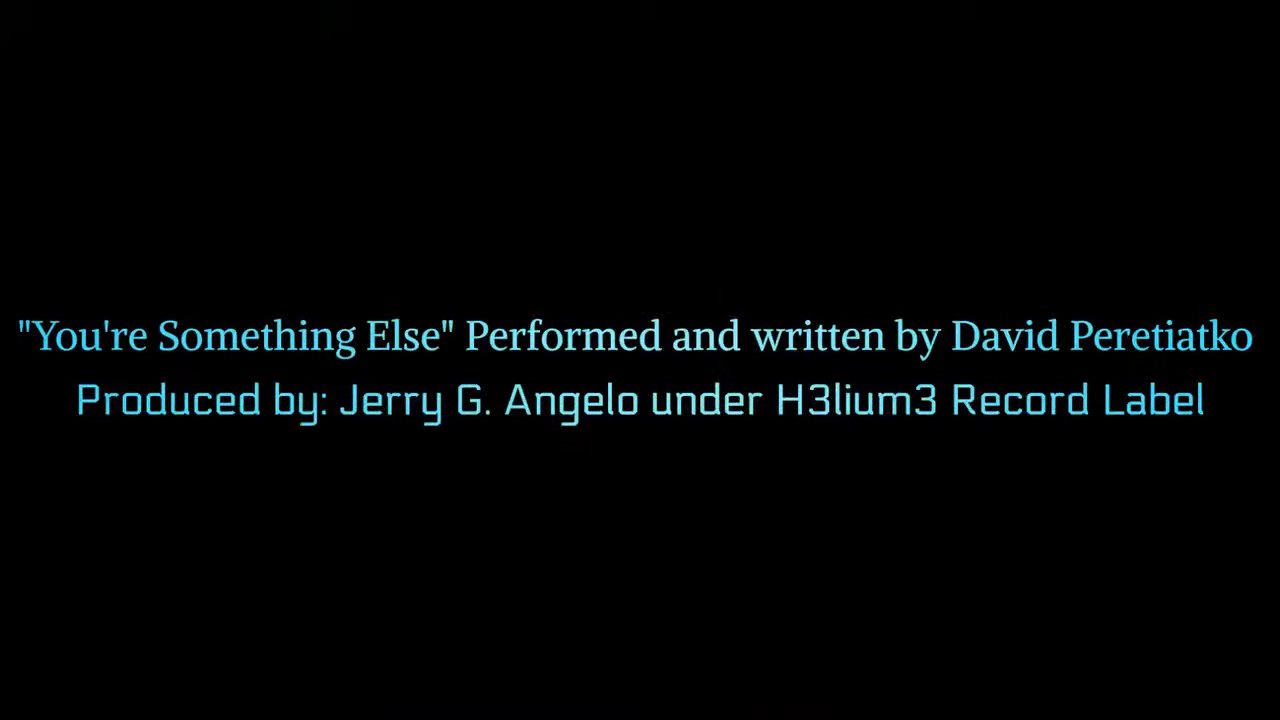 "You're Something Else" Performed and written by David Peretiatko
Produced by: Jerry G. Angelo under H3lium3 Record Label